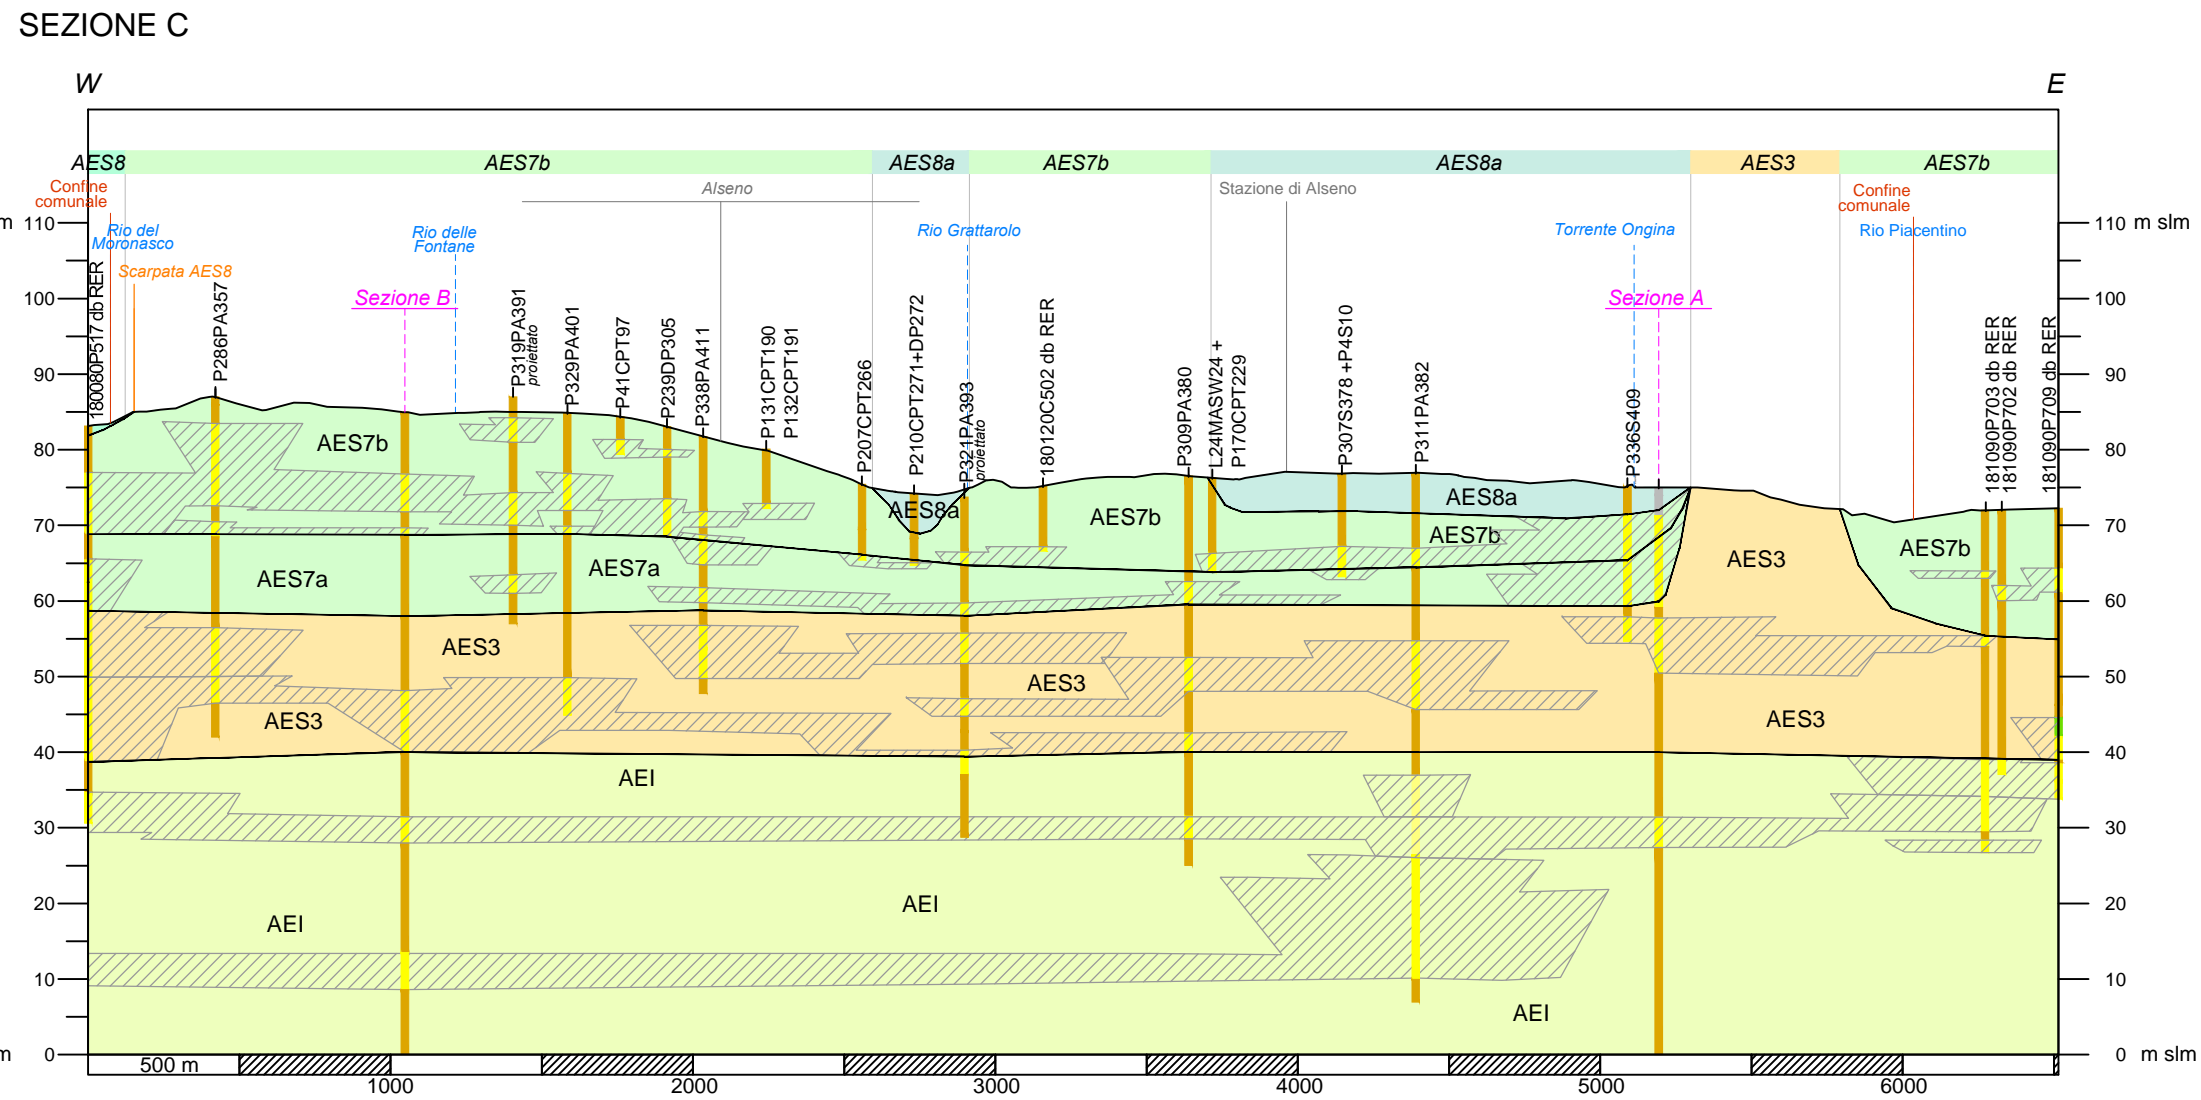 SEZIONE C
W
E
AES8
AES7b
AES8a
AES7b
AES8a
AES3
AES7b
Confine
comunale
Alseno
Stazione di Alseno
Confine
comunale
m 110
110 m slm
Rio del
Moronasco
Rio delle
Fontane
Rio Grattarolo
Torrente Ongina
Rio Piacentino
Scarpata AES8
Sezione B
Sezione A
100
100
90
90
80
80
70
70
60
60
50
50
40
40
30
30
20
20
10
10
m 0
0 m slm
180080P517 db RER
P286PA357
P319PA391
proiettato
P329PA401
P41CPT97
P239DP305
P338PA411
P131CPT190
P132CPT191
P207CPT266
P210CPT271+DP272
P321PA393
proiettato
180120C502 db RER
P309PA380
L24MASW24 +
P170CPT229
P307S378 +P4S10
P311PA382
P336S409
181090P703 db RER
181090P702 db RER
181090P709 db RER
AES7b
AES8a
AES7b
AES8a
AES7b
AES7b
AES7a
AES7a
AES3
AES3
AES3
AES3
AES3
AEI
AEI
AEI
AEI
500 m
1000
2000
3000
4000
5000
6000